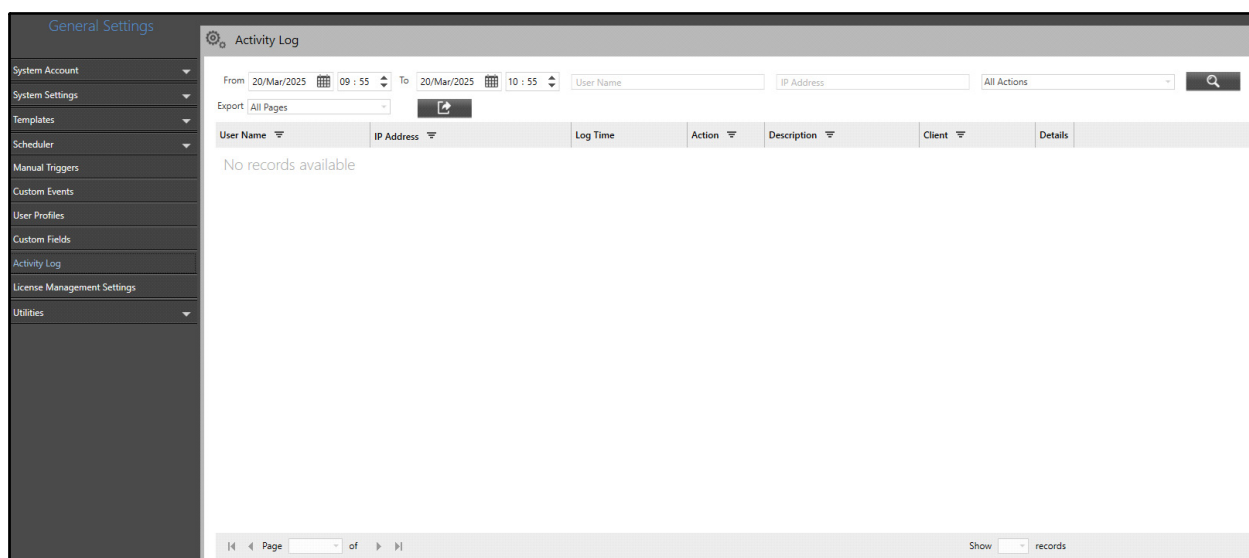 General Settings
Activity Log
System Account
System Settings
Templates
Scheduler
Manual Triggers
Custom Events
User Profiles
Custom Fields
Activity Log
License Management Settings
Utilities
From 20/Mar/2025 09 : 55 To 20/Mar/2025 10 : 55 User Name IP Address All Actions
Export All Pages
User Name IP Address Log Time Action Description Client Details
No records available
Page of Show records